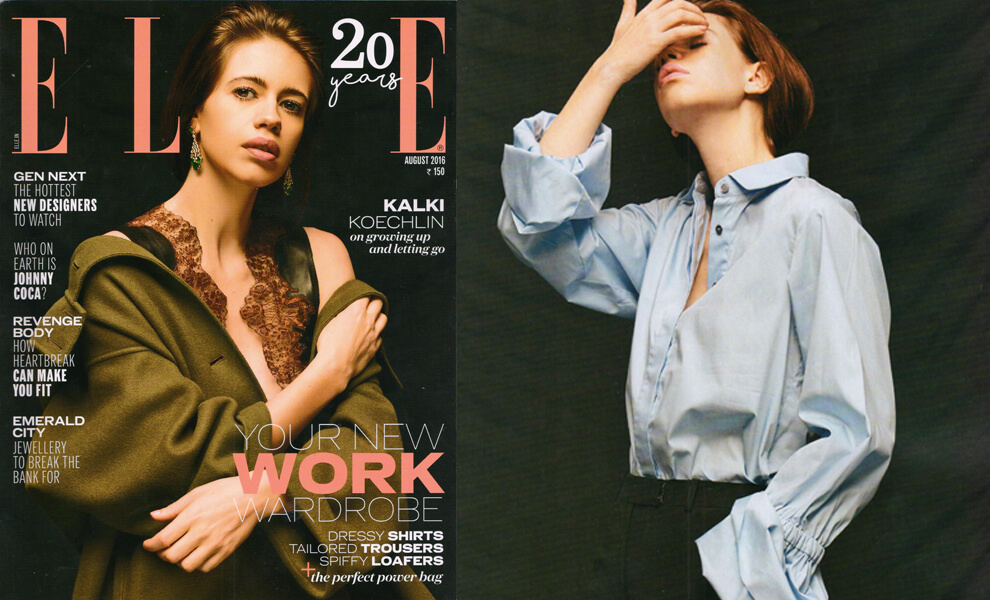 ELLE
20
years
ELLE.IN
AUGUST 2016
₹ 150
GEN NEXT
THE HOTTEST
NEW DESIGNERS
TO WATCH
WHO ON
EARTH IS
JOHNNY
COCA?
REVENGE
BODY
HOW
HEARTBREAK
CAN MAKE
YOU FIT
EMERALD
CITY
JEWELLERY
TO BREAK THE
BANK FOR
KALKI
KOECHLIN
on growing up
and letting go
YOUR NEW
WORK
WARDROBE
DRESSY SHIRTS
TAILORED TROUSERS
SPIFFY LOAFERS
+the perfect power bag